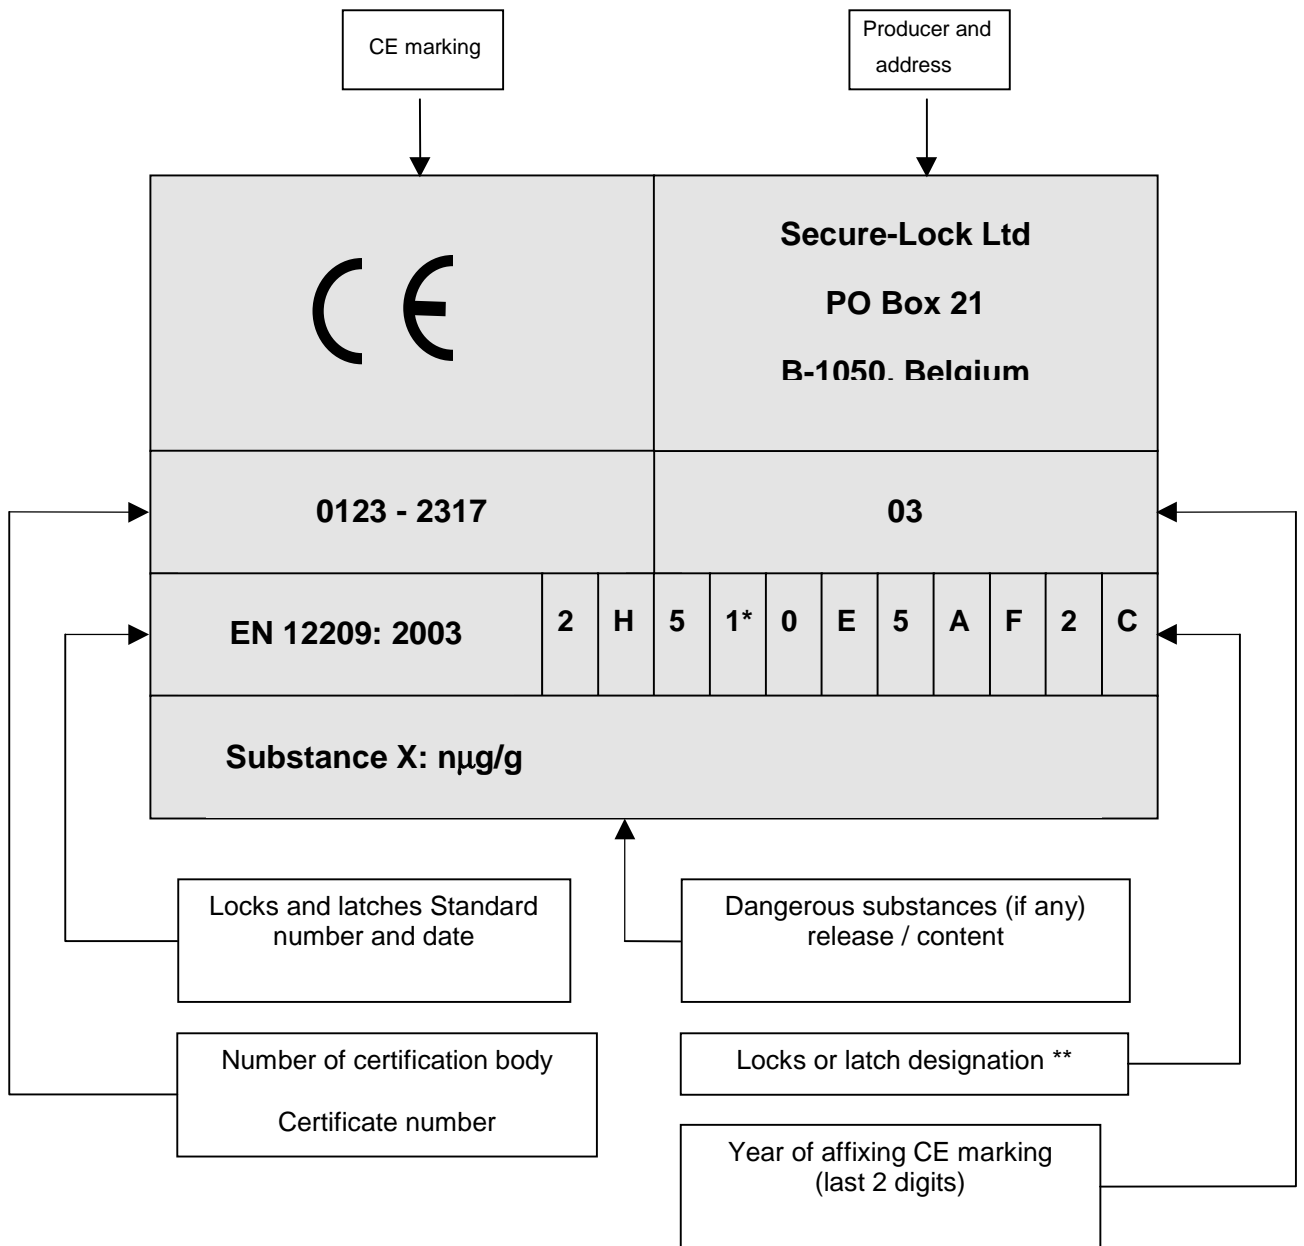 CE marking
Producer and
address
CE
Secure-Lock Ltd
PO Box 21
B-1050, Belgium
0123 - 2317
03
EN 12209: 2003
2 H 5 1* 0 E 5 A F 2 C
Substance X: nµg/g
Locks and latches Standard
number and date
Dangerous substances (if any)
release / content
Number of certification body
Certificate number
Locks or latch designation **
Year of affixing CE marking
(last 2 digits)